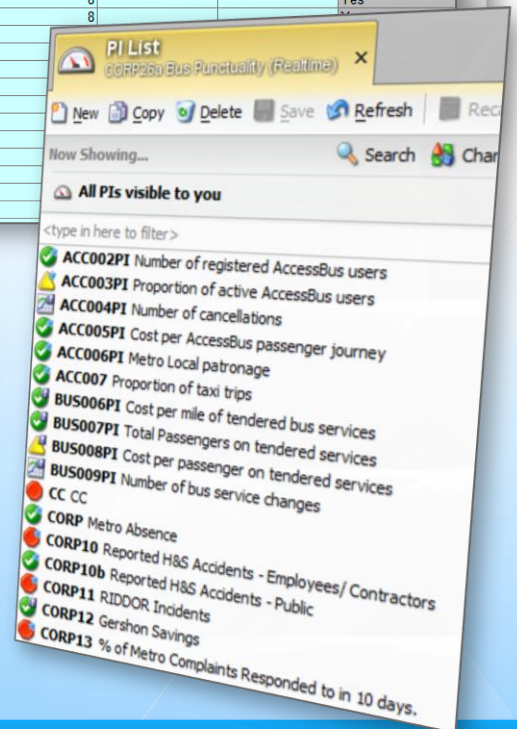 Yes
8
PI List
CORP26a Bus Punctuality (Realtime)
New Copy Delete Save Refresh
Now Showing... Search
All PIs visible to you
<type in here to filter>
ACC002PI Number of registered AccessBus users
ACC003PI Proportion of active AccessBus users
ACC004PI Number of cancellations
ACC005PI Cost per AccessBus passenger journey
ACC006PI Metro Local patronage
ACC007 Proportion of taxi trips
BUS006PI Cost per mile of tendered bus services
BUS007PI Total Passengers on tendered services
BUS008PI Cost per passenger on tendered services
BUS009PI Number of bus service changes
CC CC
CORP Metro Absence
CORP10 Reported H&S Accidents - Employees/ Contractors
CORP10b Reported H&S Accidents - Public
CORP11 RIDDOR Incidents
CORP12 Gershon Savings
CORP13 % of Metro Complaints Responded to in 10 days.